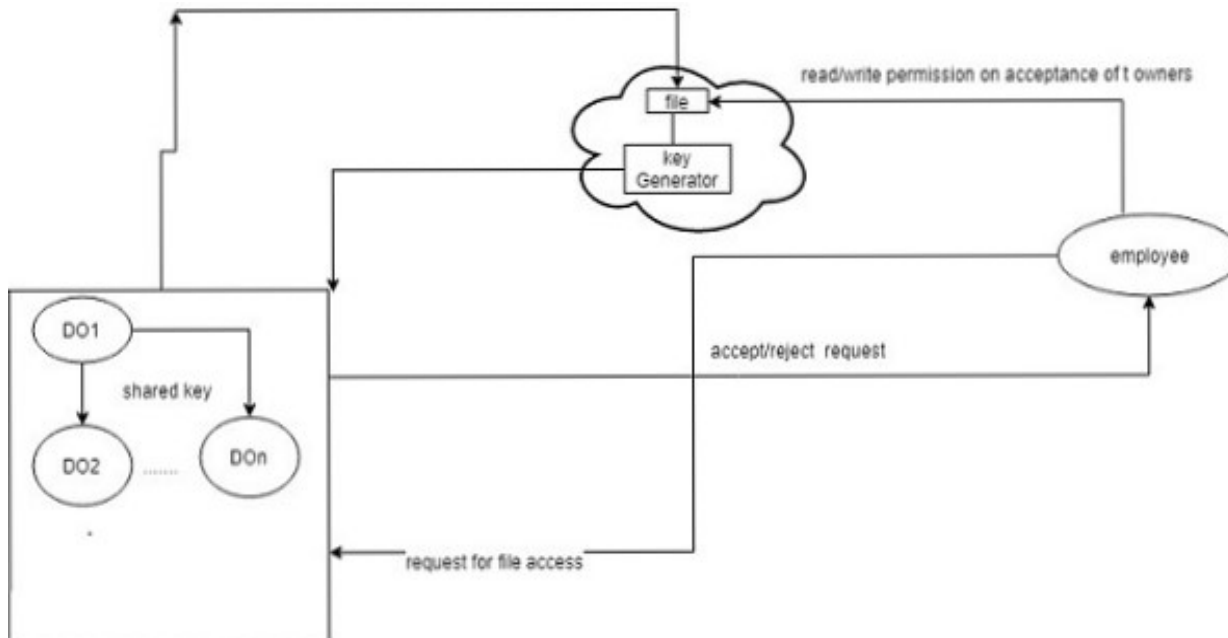 read/write permission on acceptance of t owners
file
key
Generator
employee
DO1
accept/reject request
shared key
DO2
.......
DOn
request for file access